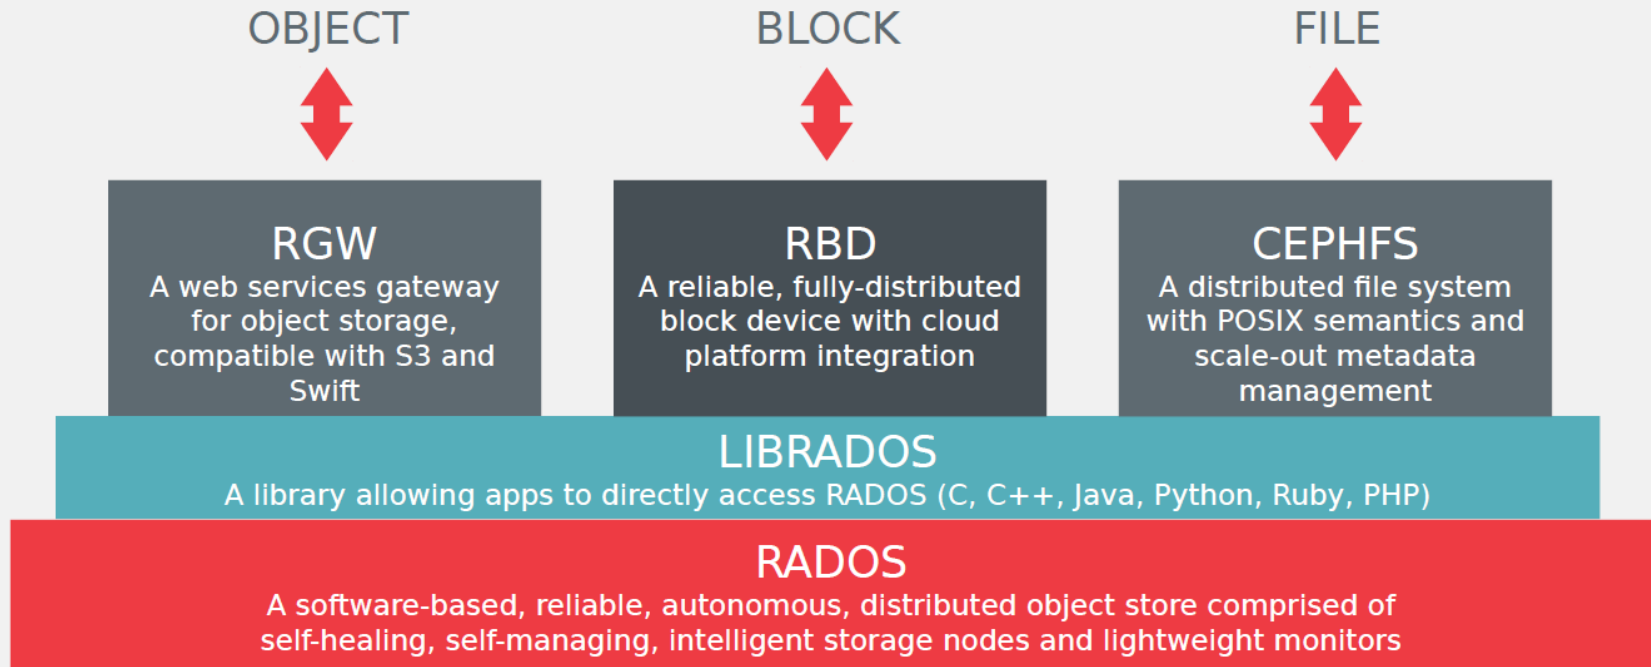 OBJECT
BLOCK
FILE
RGW
A web services gateway
for object storage,
compatible with S3 and
Swift
RBD
A reliable, fully-distributed
block device with cloud
platform integration
CEPHFS
A distributed file system
with POSIX semantics and
scale-out metadata
management
LIBRADOS
A library allowing apps to directly access RADOS (C, C++, Java, Python, Ruby, PHP)
RADOS
A software-based, reliable, autonomous, distributed object store comprised of
self-healing, self-managing, intelligent storage nodes and lightweight monitors